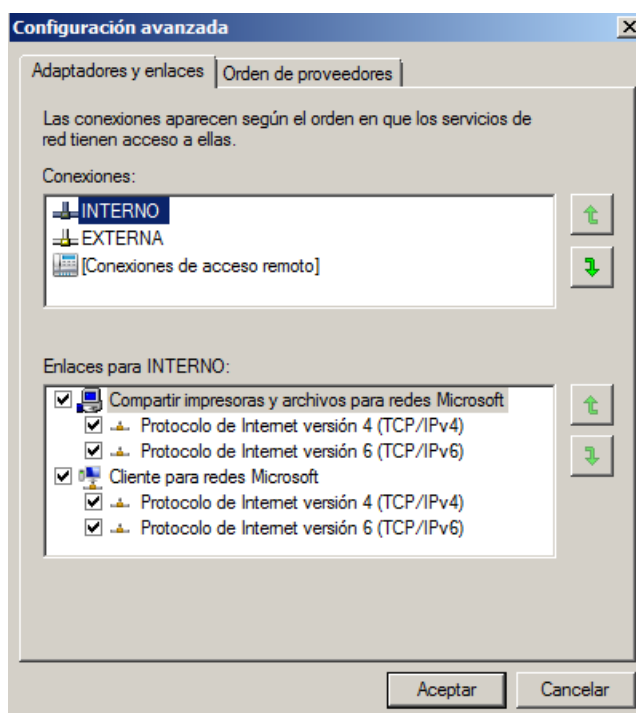 Configuración avanzada
Adaptadores y enlaces
Orden de proveedores
Las conexiones aparecen según el orden en que los servicios de
red tienen acceso a ellas.
Conexiones:
INTERNO
EXTERNA
[Conexiones de acceso remoto]
Enlaces para INTERNO:
Compartir impresoras y archivos para redes Microsoft
Protocolo de Internet versión 4 (TCP/IPv4)
Protocolo de Internet versión 6 (TCP/IPv6)
Cliente para redes Microsoft
Protocolo de Internet versión 4 (TCP/IPv4)
Protocolo de Internet versión 6 (TCP/IPv6)
Aceptar
Cancelar